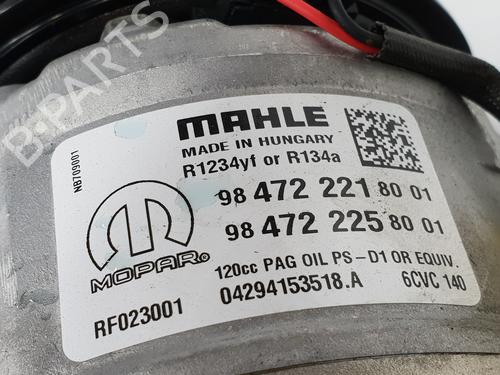 B-PARTS
MAHLE
MADE IN HUNGARY
R1234yf or R134a
NB709001
98 472 221 80 01
98 472 225 80 01
MOPAR®
120cc PAG OIL PS-D1 OR EQUIV.
RF023001
04294153518.A
6CVC 140